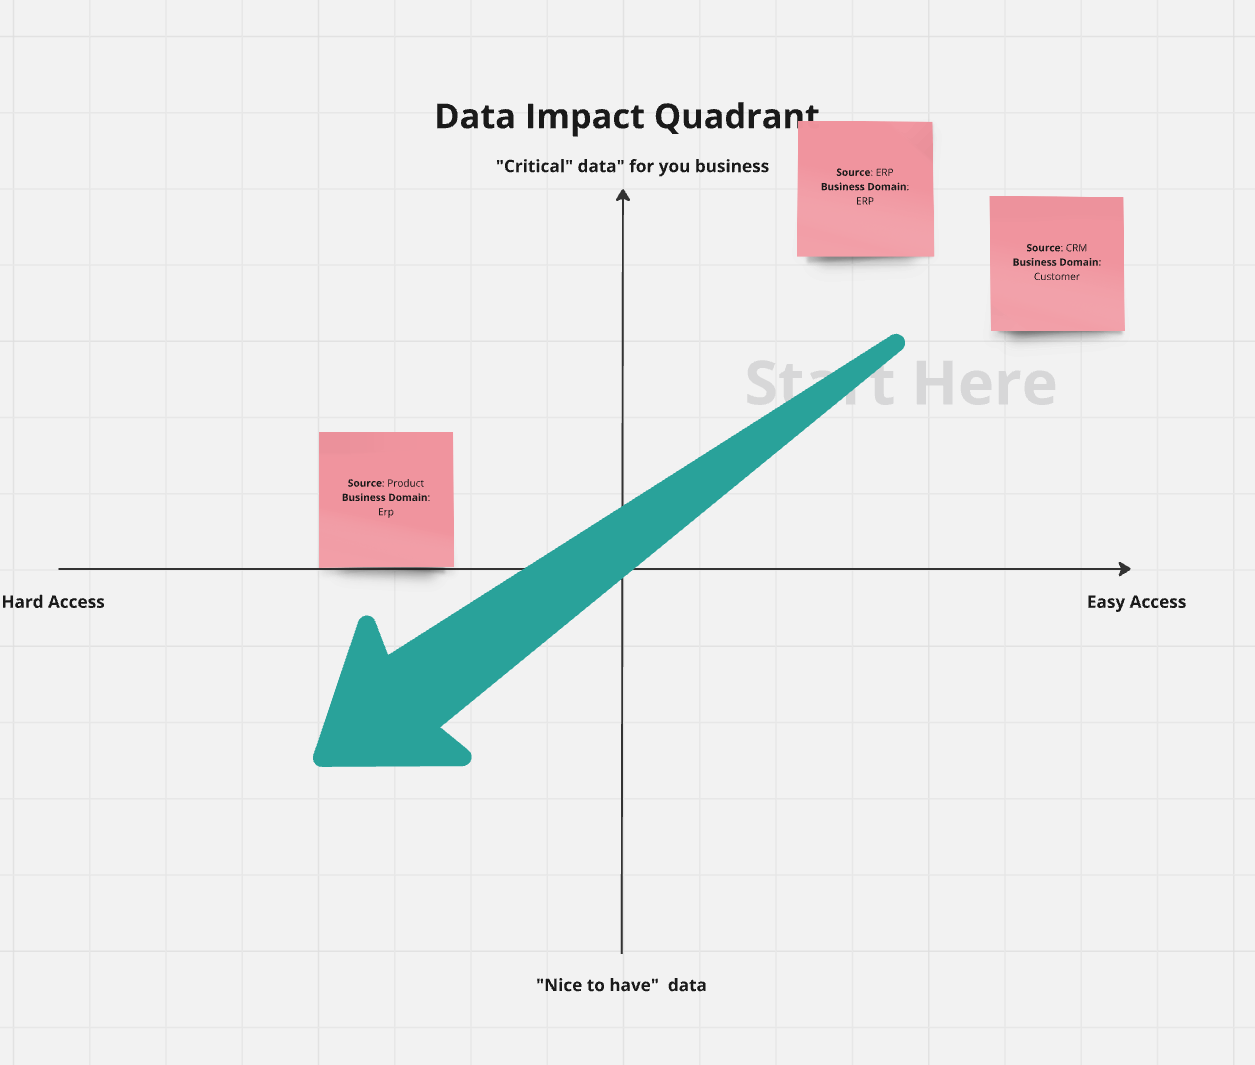 Data Impact Quadrant
"Critical" data" for you business
Source: ERP
Business Domain:
ERP
Source: CRM
Business Domain:
Customer
Start Here
Source: Product
Business Domain:
Erp
Hard Access
Easy Access
"Nice to have"  data